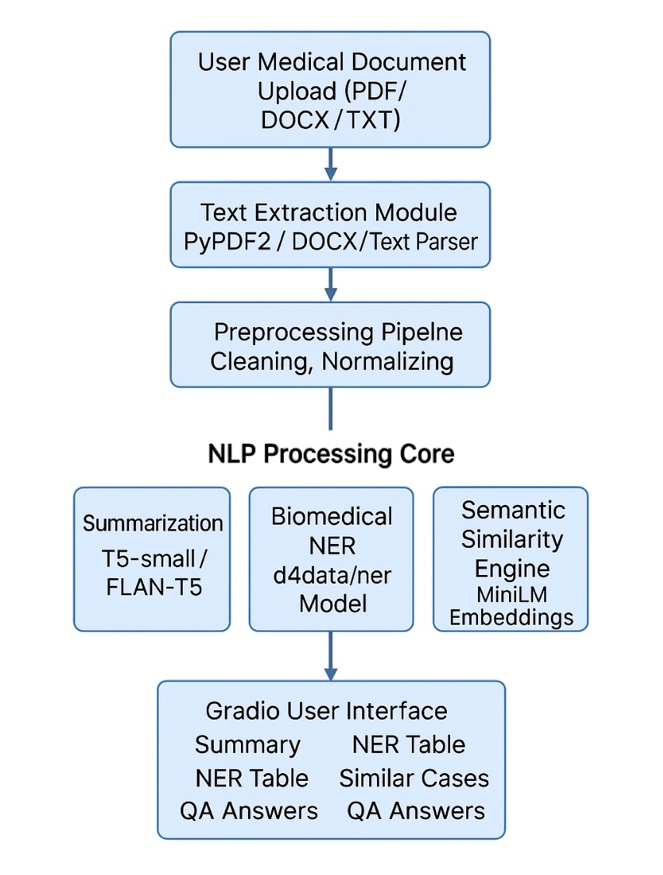 User Medical Document
Upload (PDF/
DOCX/TXT)
Text Extraction Module
PyPDF2 / DOCX/Text Parser
Preprocessing Pipelne
Cleaning, Normalizing
NLP Processing Core
Summarization
T5-small/
FLAN-T5
Biomedical
NER
d4data/ner
Model
Semantic
Similarity
Engine
MiniLM
Embeddings
Gradio User Interface
Summary NER Table
NER Table Similar Cases
QA Answers QA Answers